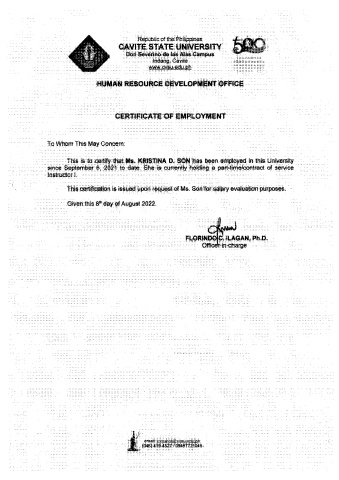 Republic of the Philippines
CAVITE STATE UNIVERSITY
Don Severino de las Alas Campus
Indang, Cavite
www.cvsu.edu.ph
HUMAN RESOURCE DEVELOPMENT OFFICE
CERTIFICATE OF EMPLOYMENT
To Whom This May Concern:
This is to certify that Ms. KRISTINA D. SON has been employed in this University
since September 6, 2021 to date. She is currently holding a part-time/contract of service
Instructor I.
This certification is issued upon request of Ms. Son for salary evaluation purposes.
Given this 8th day of August 2022.
FLORINDO C. ILAGAN, Ph.D.
Officer-in-charge